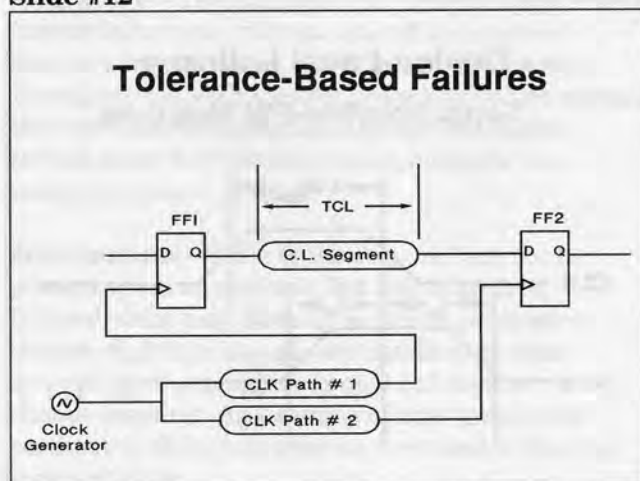 Slide #12
Tolerance-Based Failures
TCL
FF1
FF2
D Q
C.L. Segment
D Q
CLK Path # 1
CLK Path # 2
Clock
Generator